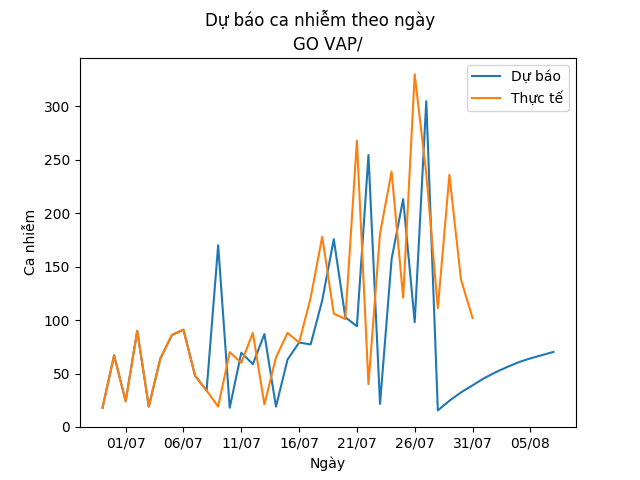 Dự báo ca nhiễm theo ngày
GO VAP/
Dự báo
Thực tế
Ca nhiễm
300
250
200
150
100
50
0
01/07 06/07 11/07 16/07 21/07 26/07 31/07 05/08
Ngày